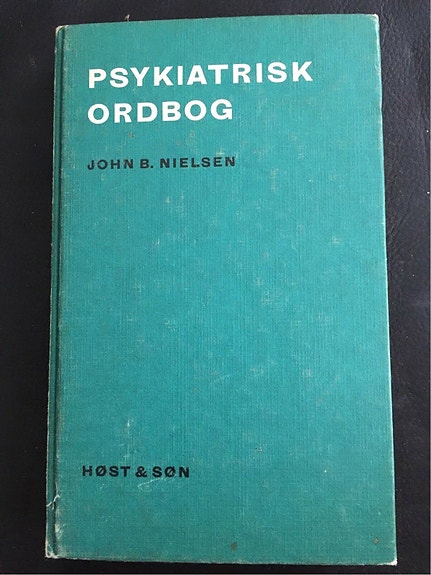 PSYKIATRISK
ORDBOG
JOHN B. NIELSEN
HØST & SØN